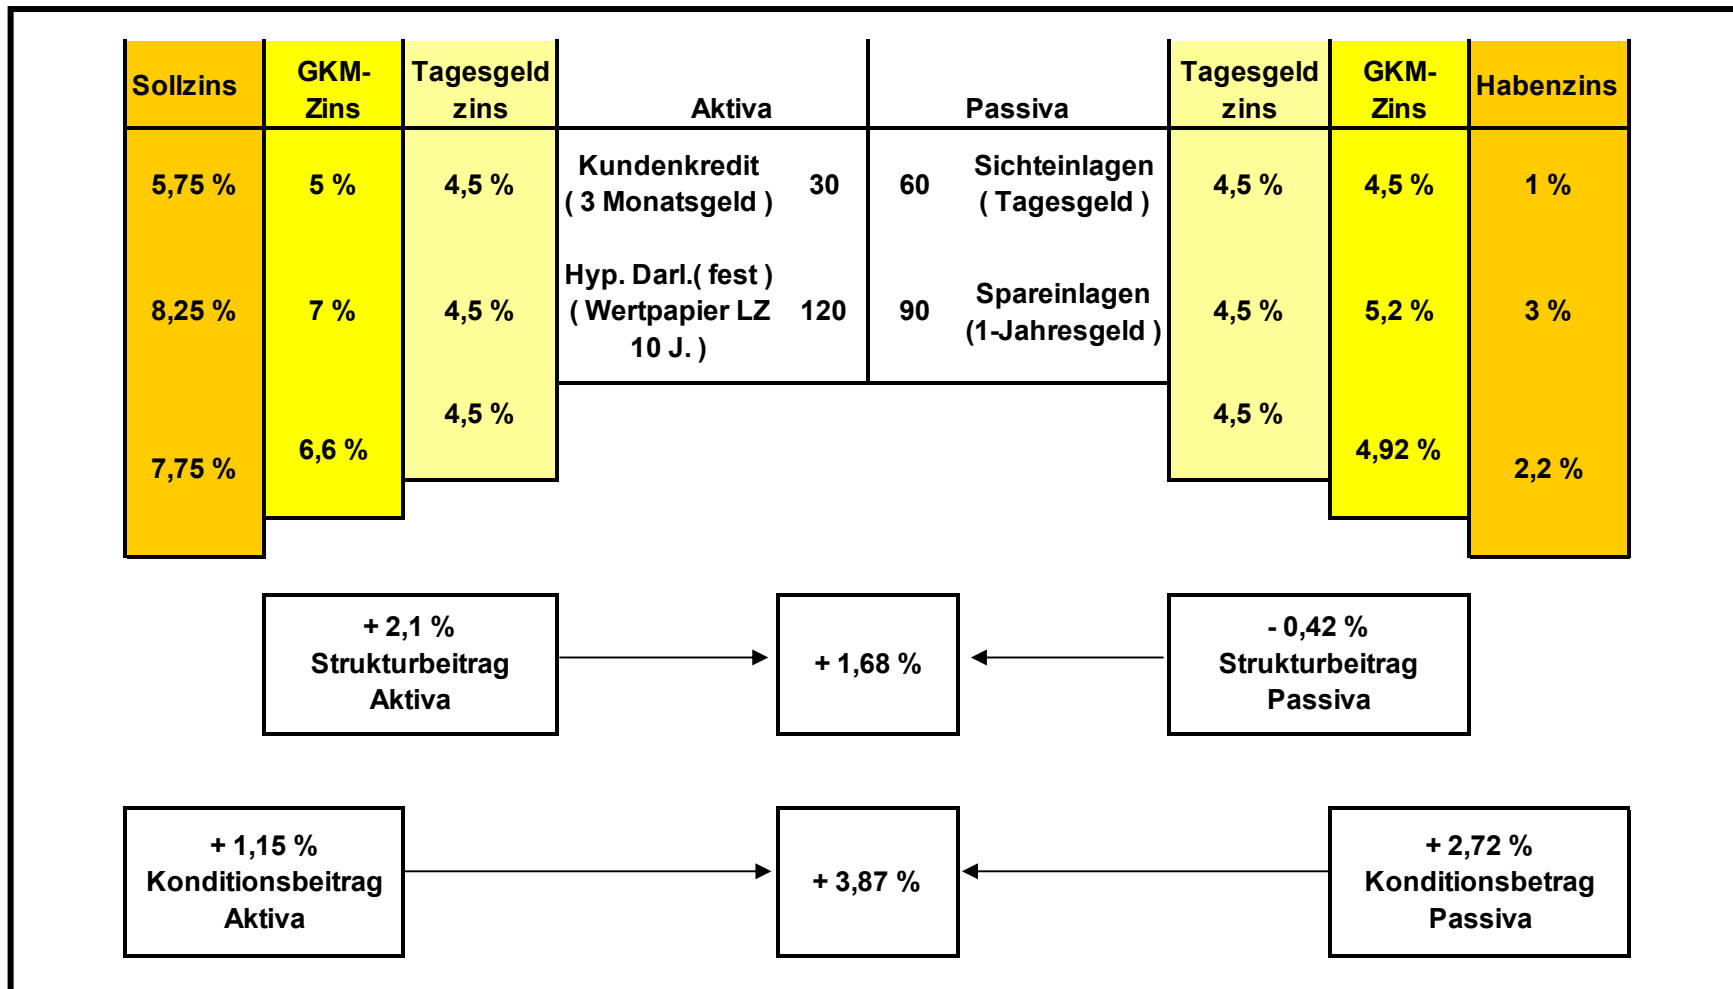 Sollzins GKM- Tagesgeld Aktiva Passiva Tagesgeld GKM- Habenzins
Zins zins zins Zins
5,75 % 5 % 4,5 % Kundenkredit 30 60 Sichteinlagen 4,5 % 4,5 % 1 %
( 3 Monatsgeld ) ( Tagesgeld )
Hyp. Darl.( fest )
8,25 % 7 % 4,5 % ( Wertpapier LZ 120 90 Spareinlagen 4,5 % 5,2 % 3 %
10 J. ) (1-Jahresgeld )
4,5 % 4,5 %
6,6 % 4,92 %
7,75 % 2,2 %
+ 2,1 %
Strukturbeitrag
Aktiva
+ 1,68 %
- 0,42 %
Strukturbeitrag
Passiva
+ 1,15 %
Konditionsbeitrag
Aktiva
+ 3,87 %
+ 2,72 %
Konditionsbetrag
Passiva